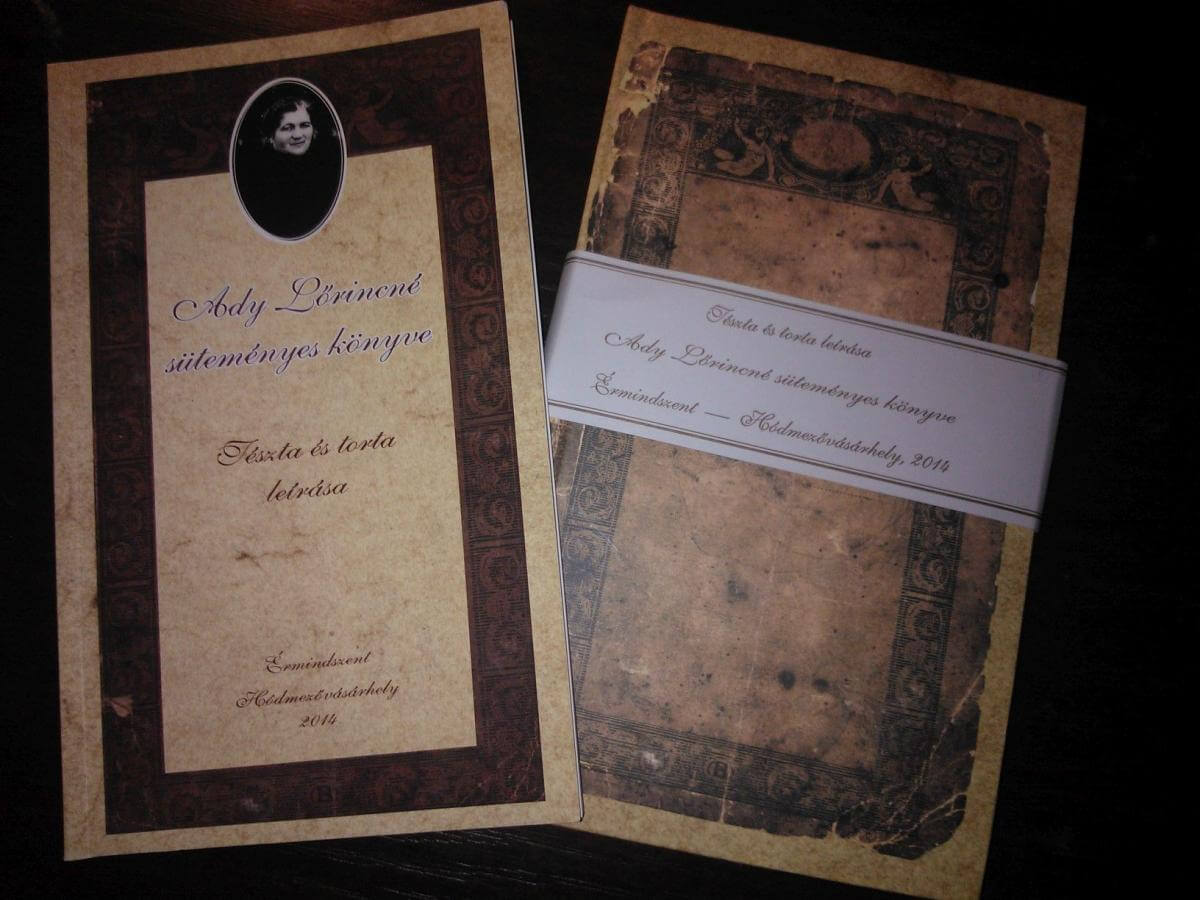 Ady Lőrincné
süteményes könyve
Tészta és torta
leírása
Érmindszent
Hódmezővásárhely
2014
Tészta és torta leírása
Ady Lőrincné süteményes könyve
Érmindszent — Hódmezővásárhely, 2014